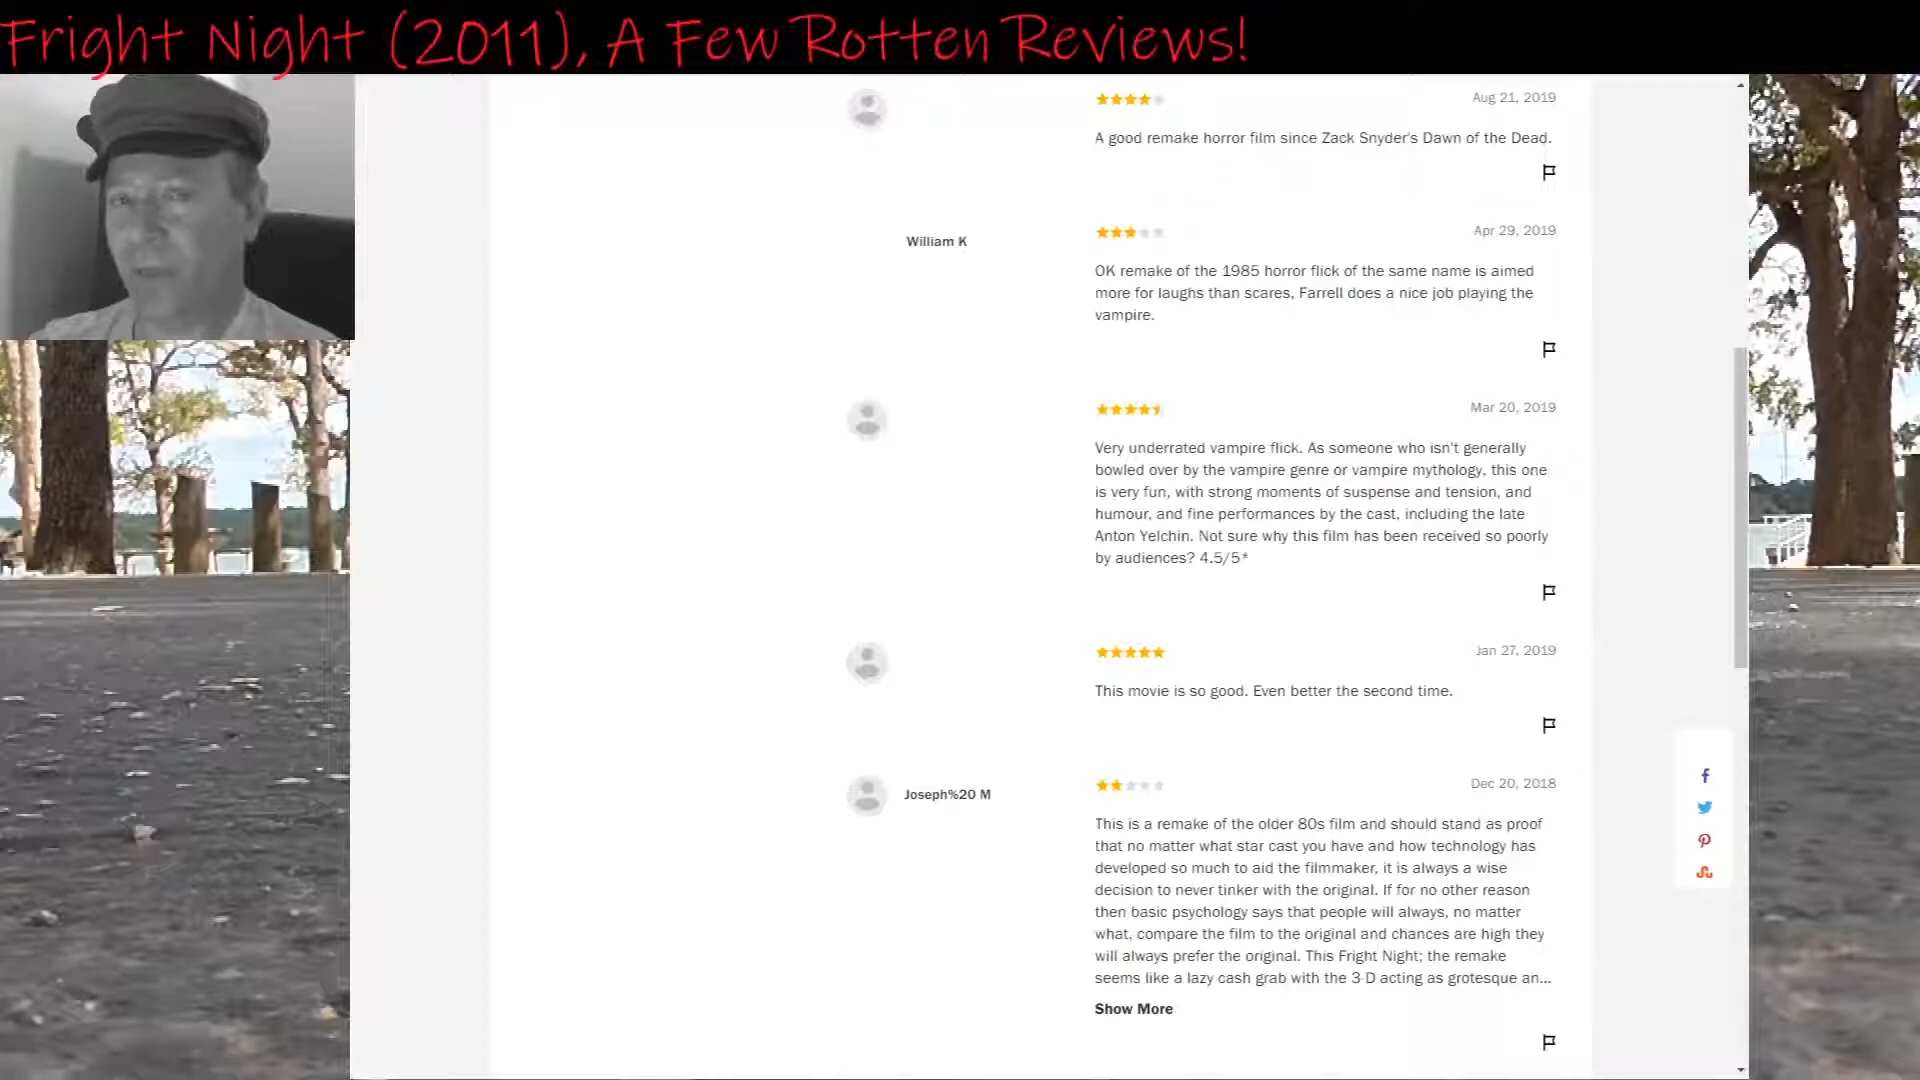 Fright Night (2011), A Few Rotten Reviews!
Aug 21, 2019
A good remake horror film since Zack Snyder's Dawn of the Dead.
William K
Apr 29, 2019
OK remake of the 1985 horror flick of the same name is aimed
more for laughs than scares, Farrell does a nice job playing the
vampire.
Mar 20, 2019
Very underrated vampire flick. As someone who isn't generally
bowled over by the vampire genre or vampire mythology, this one
is very fun, with strong moments of suspense and tension, and
humour, and fine performances by the cast, including the late
Anton Yelchin. Not sure why this film has been received so poorly
by audiences? 4.5/5*
Jan 27, 2019
This movie is so good. Even better the second time.
Joseph%20 M
Dec 20, 2018
This is a remake of the older 80s film and should stand as proof
that no matter what star cast you have and how technology has
developed so much to aid the filmmaker, it is always a wise
decision to never tinker with the original. If for no other reason
then basic psychology says that people will always, no matter
what, compare the film to the original and chances are high they
will always prefer the original. This Fright Night; the remake
seems like a lazy cash grab with the 3-D acting as grotesque an...
Show More